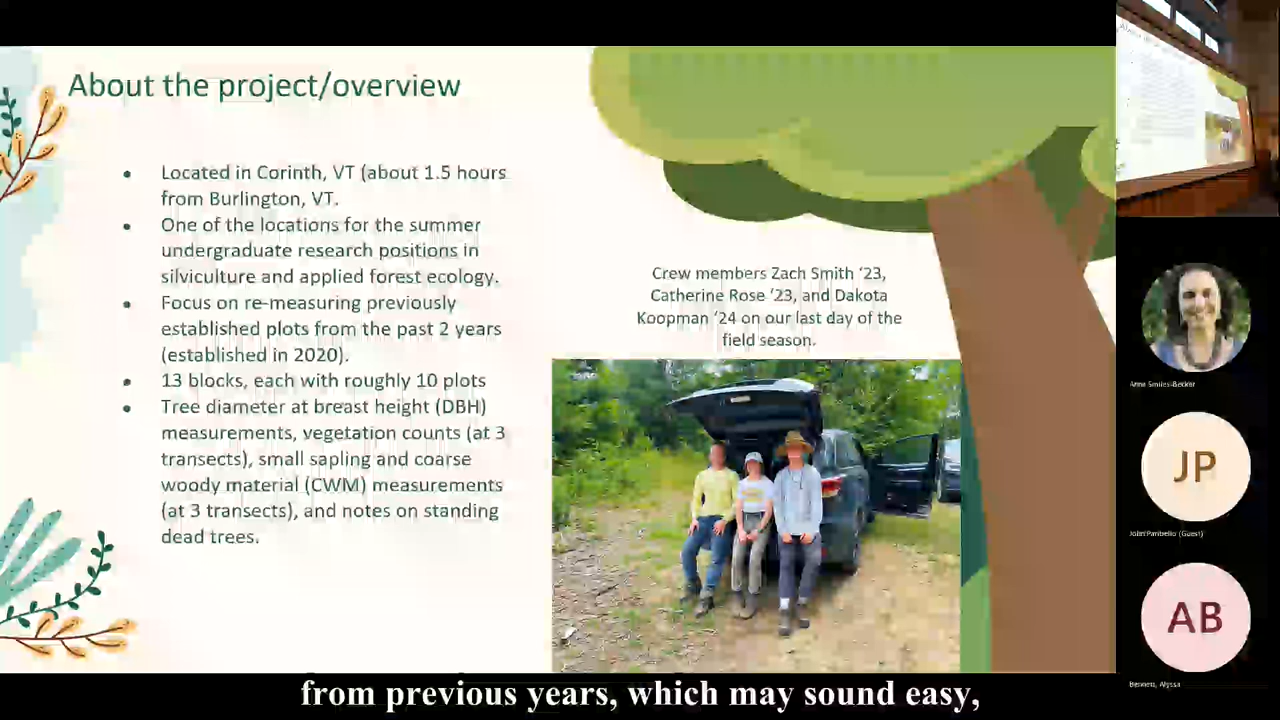 About the project/overview
Located in Corinth, VT (about 1.5 hours
from Burlington, VT.
One of the locations for the summer
undergraduate research positions in
silviculture and applied forest ecology.
Focus on re-measuring previously
established plots from the past 2 years
(established in 2020).
13 blocks, each with roughly 10 plots
Tree diameter at breast height (DBH)
measurements, vegetation counts (at 3
transects), small sapling and coarse
woody material (CWM) measurements
(at 3 transects), and notes on standing
dead trees.
Crew members Zach Smith ‘23,
Catherine Rose ‘23, and Dakota
Koopman ‘24 on our last day of the
field season.
JP
(Guest)
AB
Bennett, Alyssa
from previous years, which may sound easy,